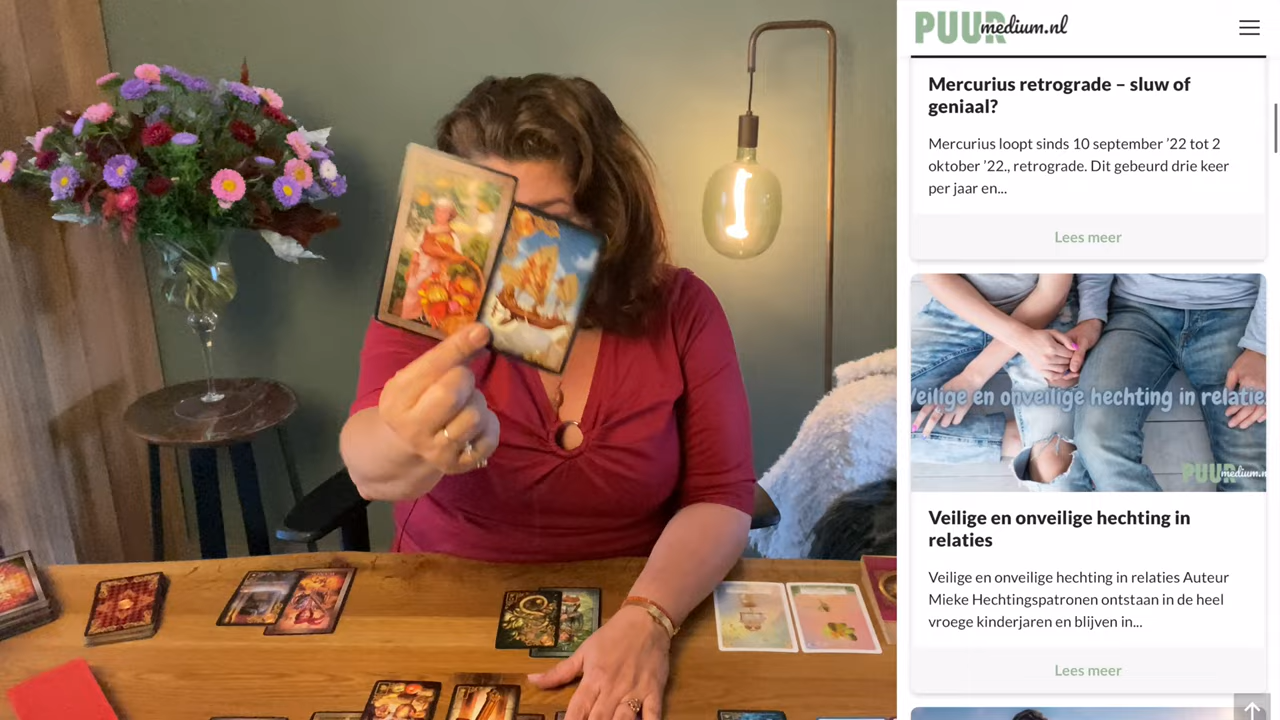 PUURmedium.nl
Mercurius retrograde – sluw of
geniaal?
Mercurius loopt sinds 10 september '22 tot 2
oktober '22., retrograde. Dit gebeurd drie keer
per jaar en...
Lees meer
Veilige en onveilige hechting in relatie
PUURmedium.n
Veilige en onveilige hechting in
relaties
Veilige en onveilige hechting in relaties Auteur
Mieke Hechtingspatronen ontstaan in de heel
vroege kinderjaren en blijven in...
Lees meer